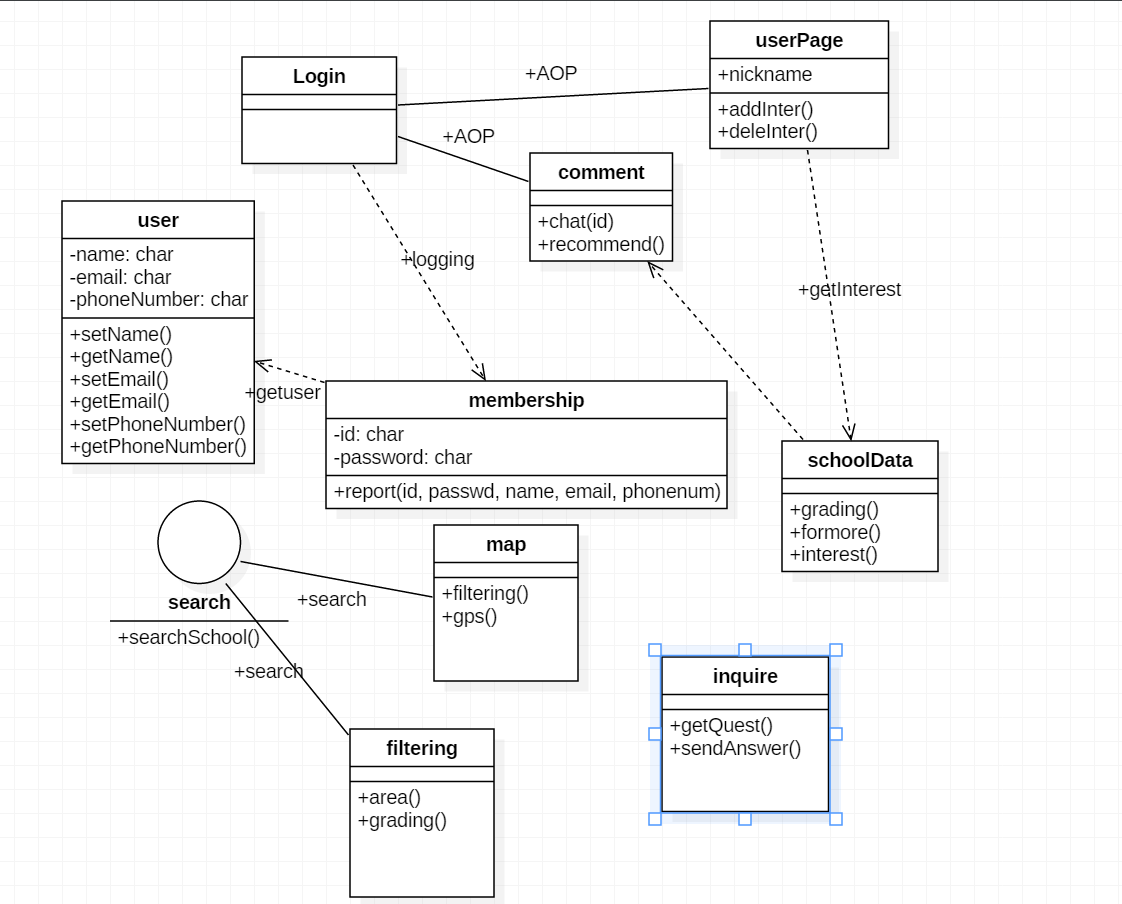 Login
+AOP
userPage
+nickname
+addInter()
+deleInter()
+AOP
comment
+chat(id)
+recommend()
user
-name: char
-email: char
-phoneNumber: char
+setName()
+getName()
+setEmail()
+getEmail()
+setPhoneNumber()
+getPhoneNumber()
+logging
+getInterest
+getuser
membership
-id: char
-password: char
+report(id, passwd, name, email, phonenum)
schoolData
+grading()
+formore()
+interest()
search
+searchSchool()
+search
map
+filtering()
+gps()
+search
filtering
+area()
+grading()
inquire
+getQuest()
+sendAnswer()